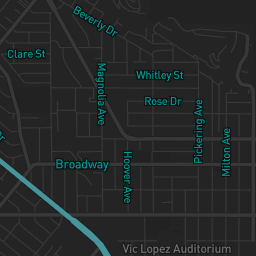 Beverly Dr
Clare St
Whitley St
Magnolia Ave
Rose Dr
Pickering Ave
Milton Ave
Dr
Broadway
Hoover Ave
Vic Lopez Auditorium